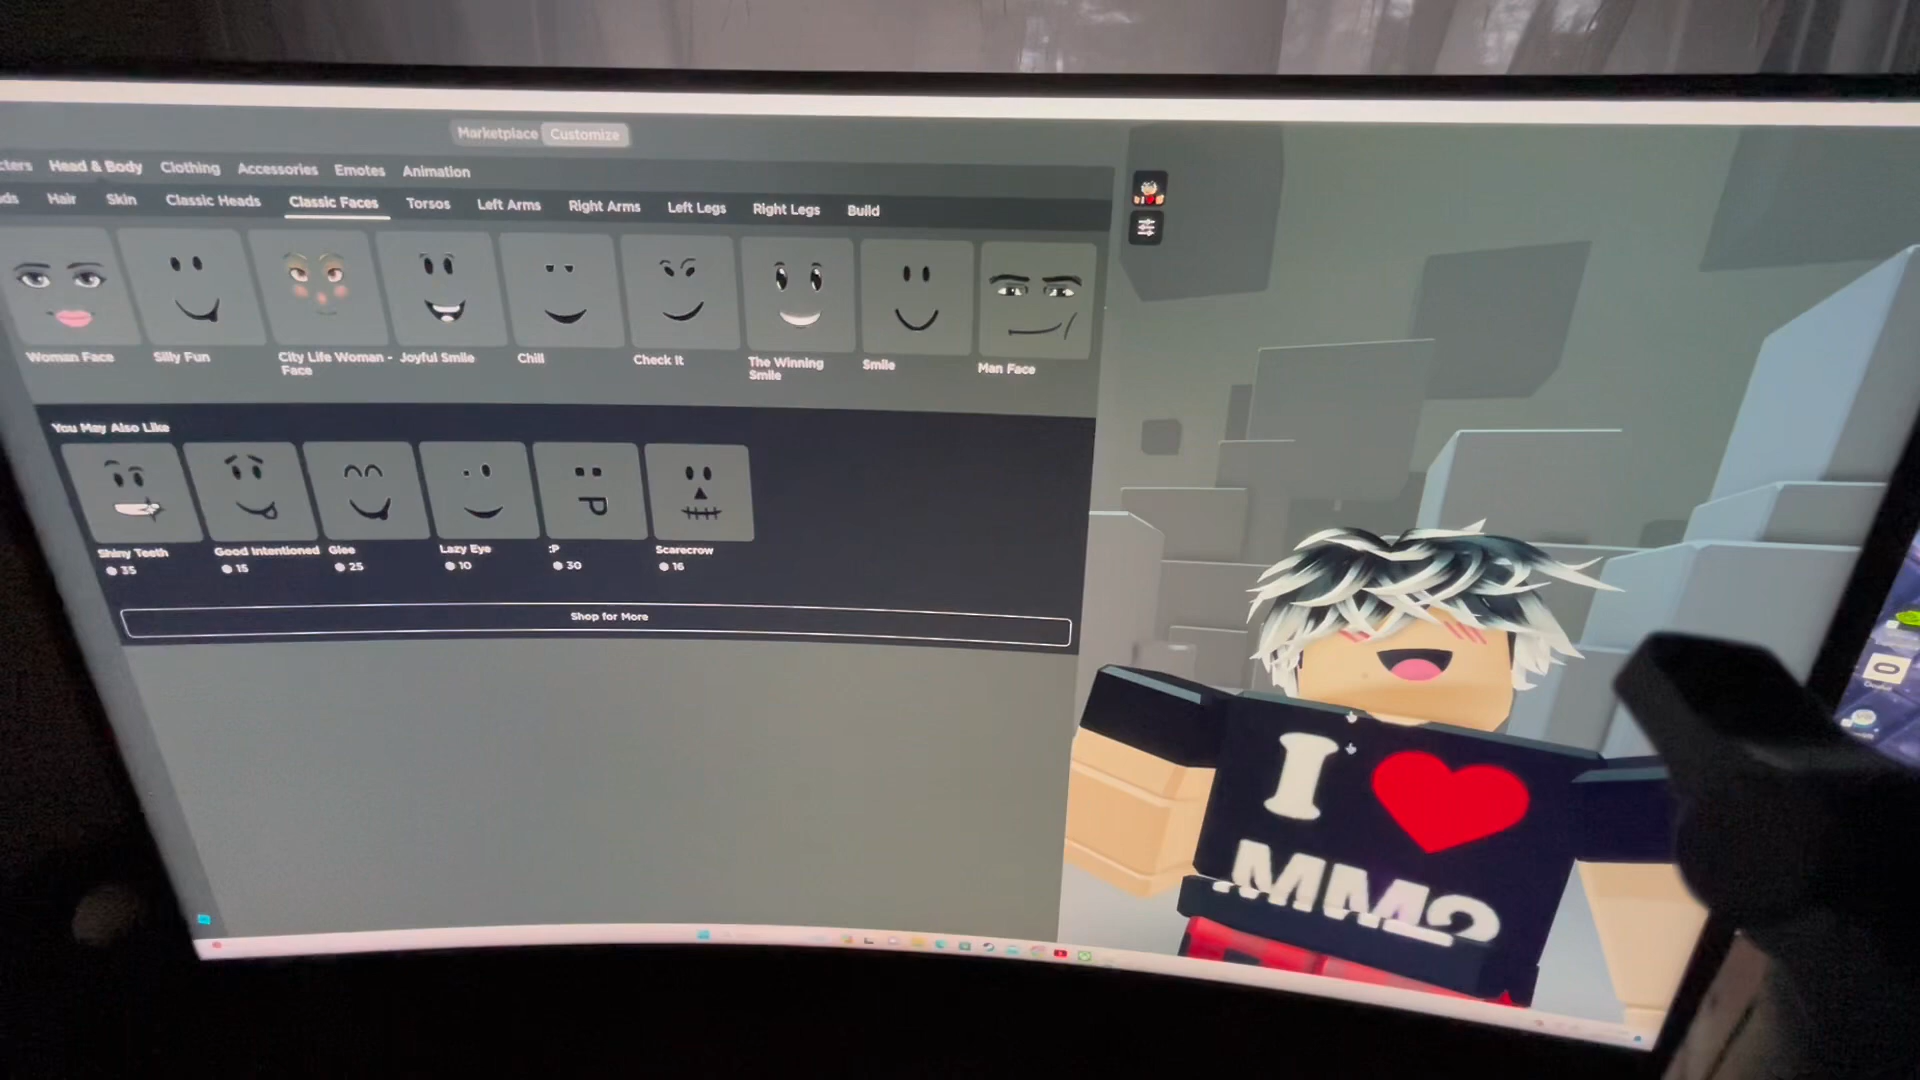 Marketplace Customize
Head & Body Clothing Accessories Emotes Animation
Hair Skin Classic Heads Classic Faces Torsos Left Arms Right Arms Left Legs Right Legs Build
Woman Face
Silly Fun
City Life Woman -
Face
Joyful Smile
Chill
Check It
The Winning
Smile
Smile
Man Face
You May Also Like
Shiny Teeth
35
Good Intentioned
15
Glee
25
Lazy Eye
10
:P
30
Scarecrow
16
Shop for More
I
MM2